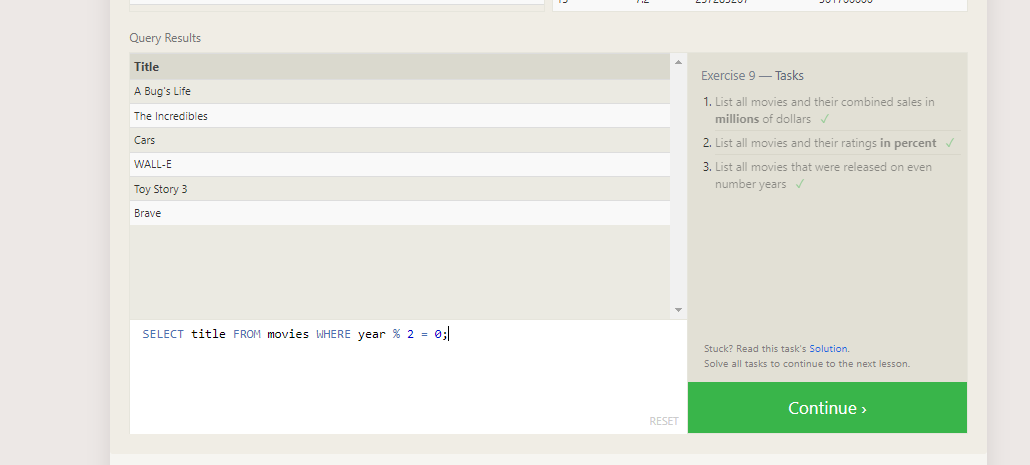 Query Results
Title
A Bug's Life
The Incredibles
Cars
WALL-E
Toy Story 3
Brave
SELECT title FROM movies WHERE year % 2 = 0;
RESET
Exercise 9 — Tasks
1. List all movies and their combined sales in
millions of dollars ✓
2. List all movies and their ratings in percent ✓
3. List all movies that were released on even
number years ✓
Stuck? Read this task's Solution.
Solve all tasks to continue to the next lesson.
Continue ›